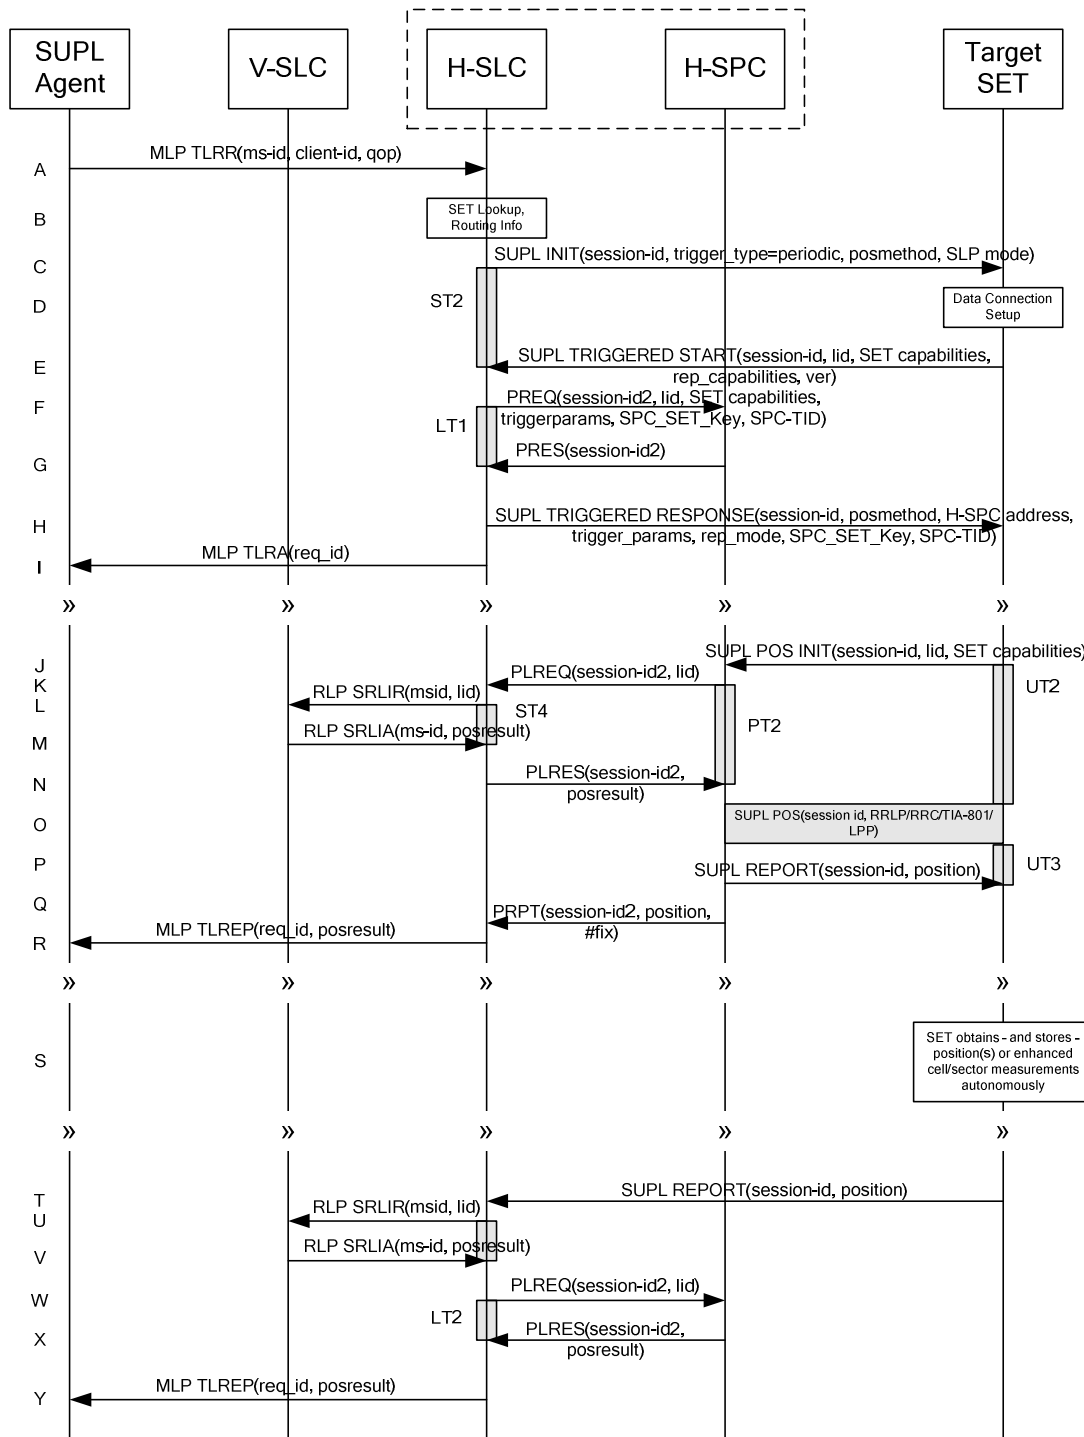 SUPL
Agent
V-SLC
H-SLC
H-SPC
Target
SET
A
MLP TLRR(ms-id, client-id, qop)
B
SET Lookup,
Routing Info
C
SUPL INIT(session-id, trigger_type=periodic, posmethod, SLP mode)
D
ST2
Data Connection
Setup
E
SUPL TRIGGERED START(session-id, lid, SET capabilities,
rep_capabilities, ver)
F
PREQ(session-id2, lid, SET capabilities,
triggerparams, SPC_SET_Key, SPC-TID)
LT1
G
PRES(session-id2)
H
SUPL TRIGGERED RESPONSE(session-id, posmethod, H-SPC address,
trigger_params, rep_mode, SPC_SET_Key, SPC-TID)
I
MLP TLRA(req_id)
» » » » »
J
SUPL POS INIT(session-id, lid, SET capabilities)
K
PLREQ(session-id2, lid)
UT2
L
RLP SRLIR(msid, lid)
ST4
PT2
M
RLP SRLIA(ms-id, posresult)
N
PLRES(session-id2,
posresult)
O
SUPL POS(session id, RRLP/RRC/TIA-801/
LPP)
P
SUPL REPORT(session-id, position)
UT3
Q
PRPT(session-id2, position,
#fix)
R
MLP TLREP(req_id, posresult)
» » » » »
S
SET obtains - and stores -
position(s) or enhanced
cell/sector measurements
autonomously
» » » » »
T
SUPL REPORT(session-id, position)
U
RLP SRLIR(msid, lid)
V
RLP SRLIA(ms-id, posresult)
W
PLREQ(session-id2, lid)
LT2
X
PLRES(session-id2,
posresult)
Y
MLP TLREP(req_id, posresult)